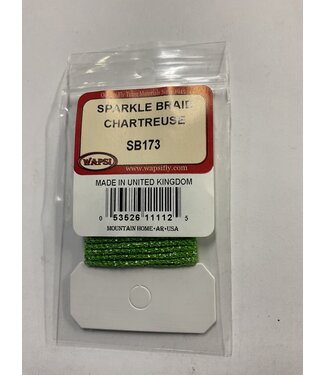 SPARKLE BRAID
CHARTREUSE
SB173
WAPSI
www.wapsifly.com
MADE IN UNITED KINGDOM
0 53526 11112 5
MOUNTAIN HOME•AR•USA